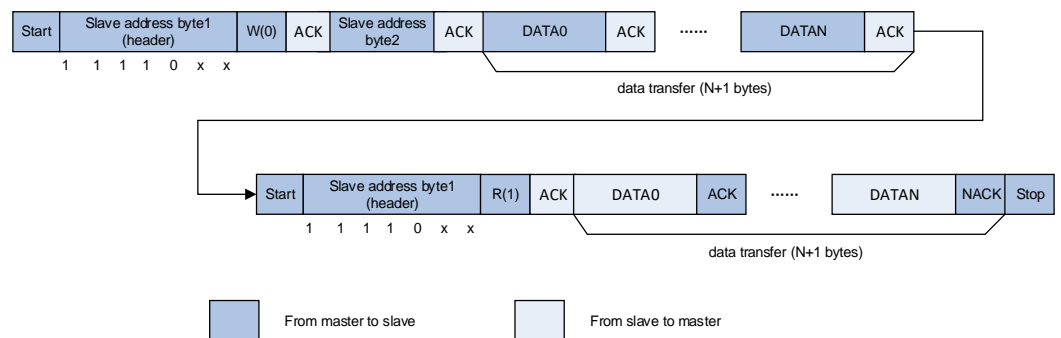 Start Slave address byte1 (header) W(0) ACK Slave address byte2 ACK DATA0 ACK ...... DATAN ACK
1 1 1 1 0 x x
data transfer (N+1 bytes)
Start Slave address byte1 (header) R(1) ACK DATA0 ACK ...... DATAN NACK Stop
1 1 1 1 0 x x
data transfer (N+1 bytes)
From master to slave From slave to master